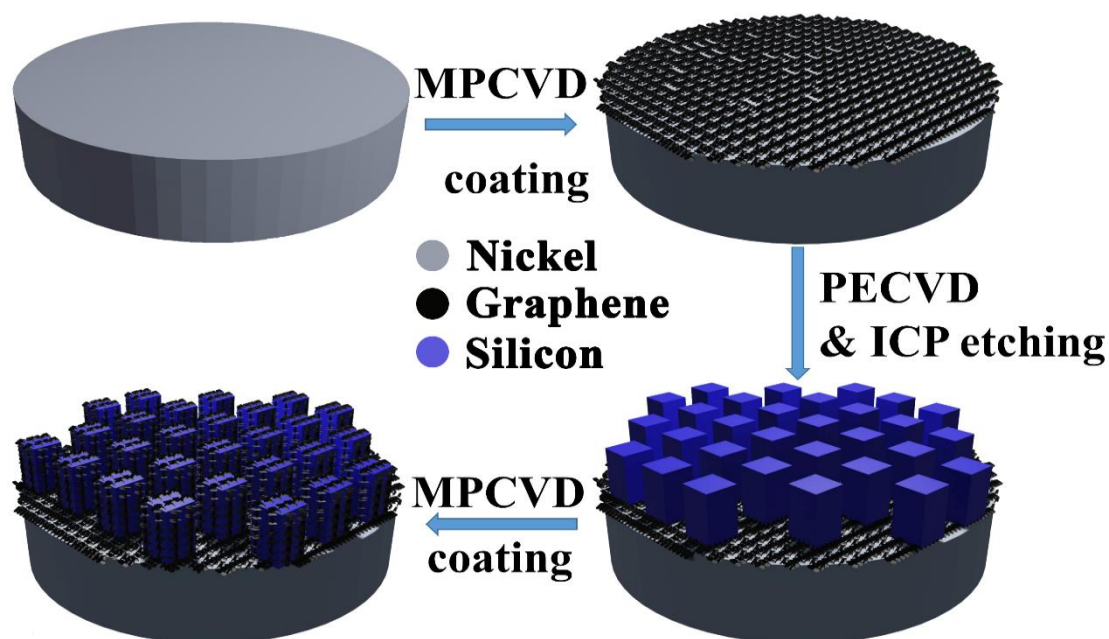 MPCVD
coating
Nickel
Graphene
Silicon
PECVD
& ICP etching
MPCVD
coating